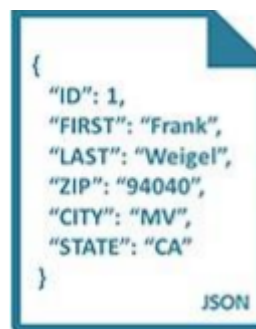 {
“ID”: 1,
“FIRST”: “Frank”,
“LAST”: “Weigel”,
“ZIP”: “94040”,
“CITY”: “MV”,
“STATE”: “CA”
}
JSON